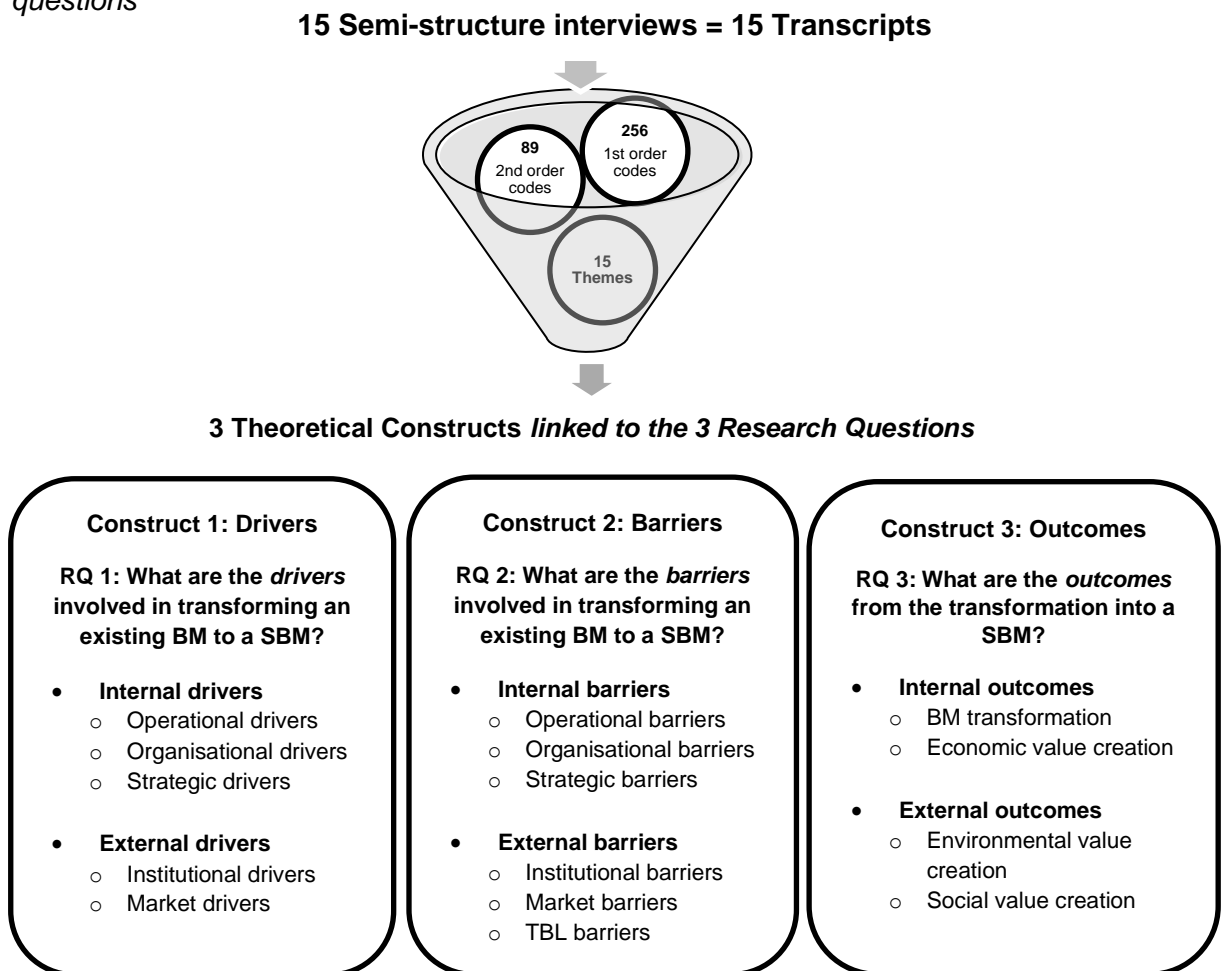 questions
15 Semi-structure interviews = 15 Transcripts
89
2nd order
codes
256
1st order
codes
15
Themes
3 Theoretical Constructs linked to the 3 Research Questions
Construct 1: Drivers
RQ 1: What are the drivers
involved in transforming an
existing BM to a SBM?
• Internal drivers
o Operational drivers
o Organisational drivers
o Strategic drivers
• External drivers
o Institutional drivers
o Market drivers
Construct 2: Barriers
RQ 2: What are the barriers
involved in transforming an
existing BM to a SBM?
• Internal barriers
o Operational barriers
o Organisational barriers
o Strategic barriers
• External barriers
o Institutional barriers
o Market barriers
o TBL barriers
Construct 3: Outcomes
RQ 3: What are the outcomes
from the transformation into a
SBM?
• Internal outcomes
o BM transformation
o Economic value creation
• External outcomes
o Environmental value
creation
o Social value creation